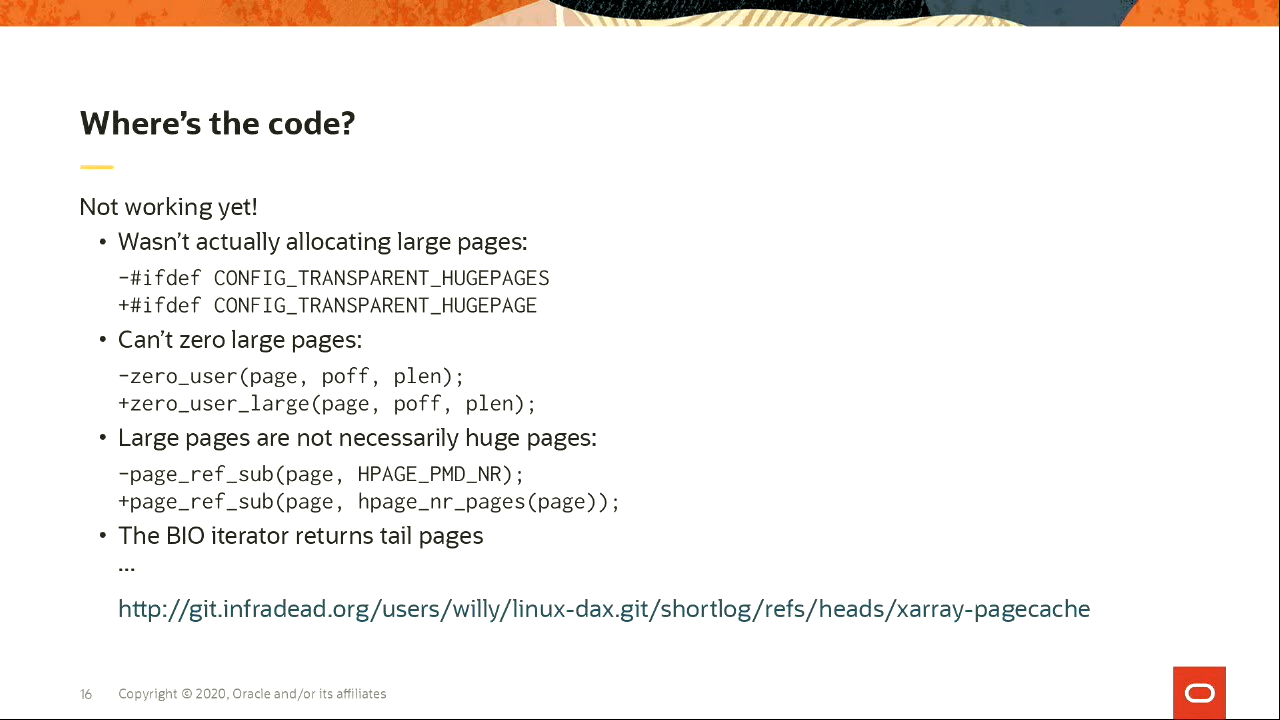 Where’s the code?
Not working yet!
• Wasn’t actually allocating large pages:
-#ifdef CONFIG_TRANSPARENT_HUGEPAGES
+#ifdef CONFIG_TRANSPARENT_HUGEPAGE
• Can’t zero large pages:
-zero_user(page, poff, plen);
+zero_user_large(page, poff, plen);
• Large pages are not necessarily huge pages:
-page_ref_sub(page, HPAGE_PMD_NR);
+page_ref_sub(page, hpage_nr_pages(page));
• The BIO iterator returns tail pages
...
http://git.infradead.org/users/willy/linux-dax.git/shortlog/refs/heads/xarray-pagecache
16 Copyright © 2020, Oracle and/or its affiliates